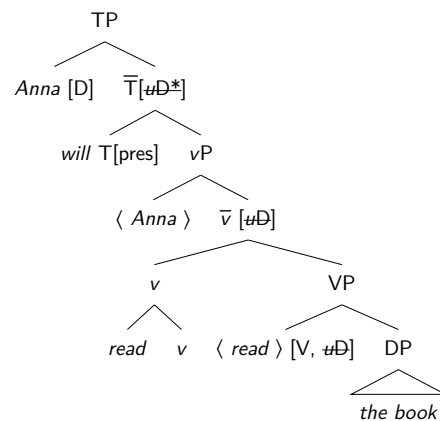 TP
Anna [D] T̅[uD*]
will T[pres] vP
⟨ Anna ⟩ v̅ [uD]
v VP
read v ⟨ read ⟩ [V, uD] DP
the book